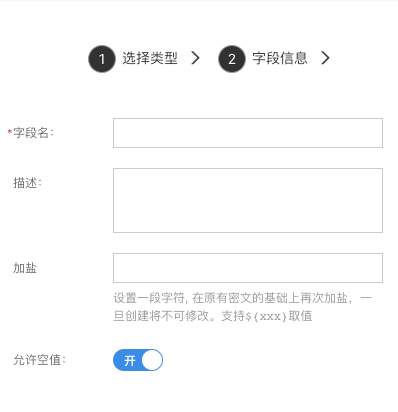 1 选择类型 > 2 字段信息 >
*字段名:
描述:
加盐
设置一段字符, 在原有密文的基础上再次加盐, 一
旦创建将不可修改。支持${xxx}取值
允许空值: 开